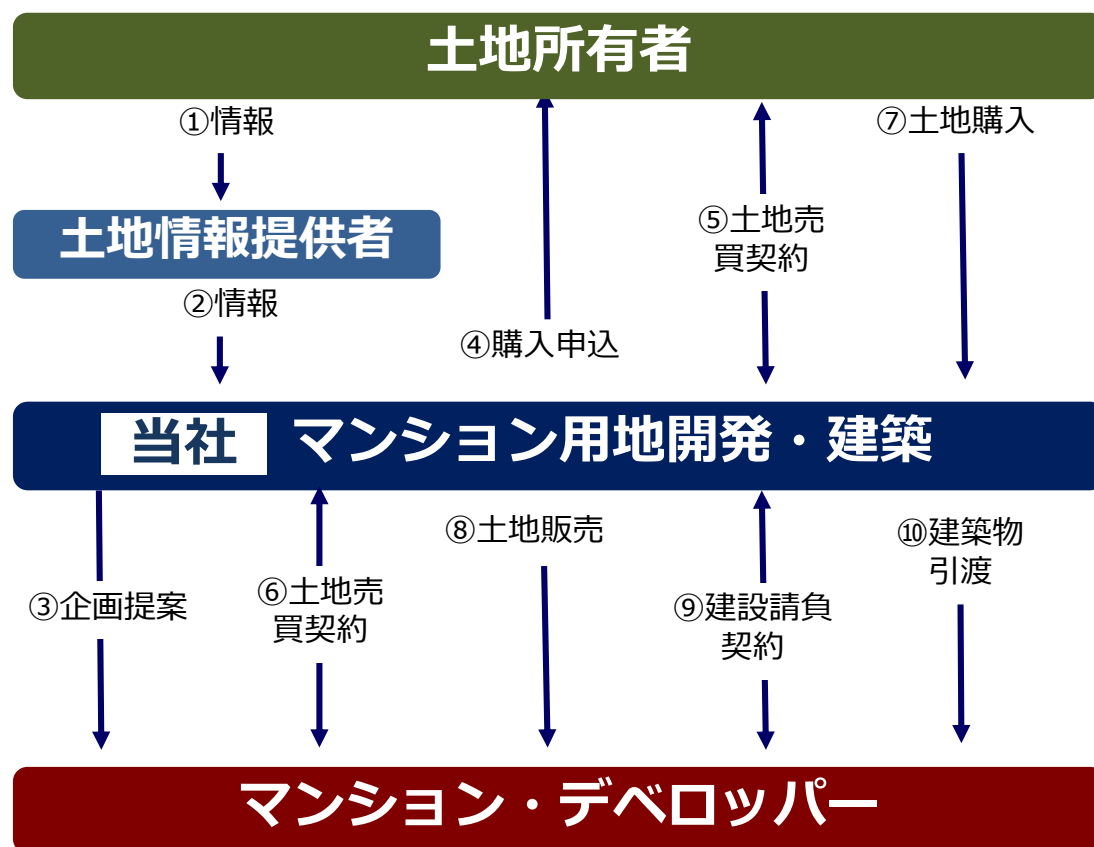 土地所有者
①情報
⑦土地購入
土地情報提供者
⑤土地売
買契約
②情報
④購入申込
当社 マンション用地開発・建築
⑧土地販売
⑩建築物
引渡
③企画提案
⑥土地売
買契約
⑨建設請負
契約
マンション・デベロッパー